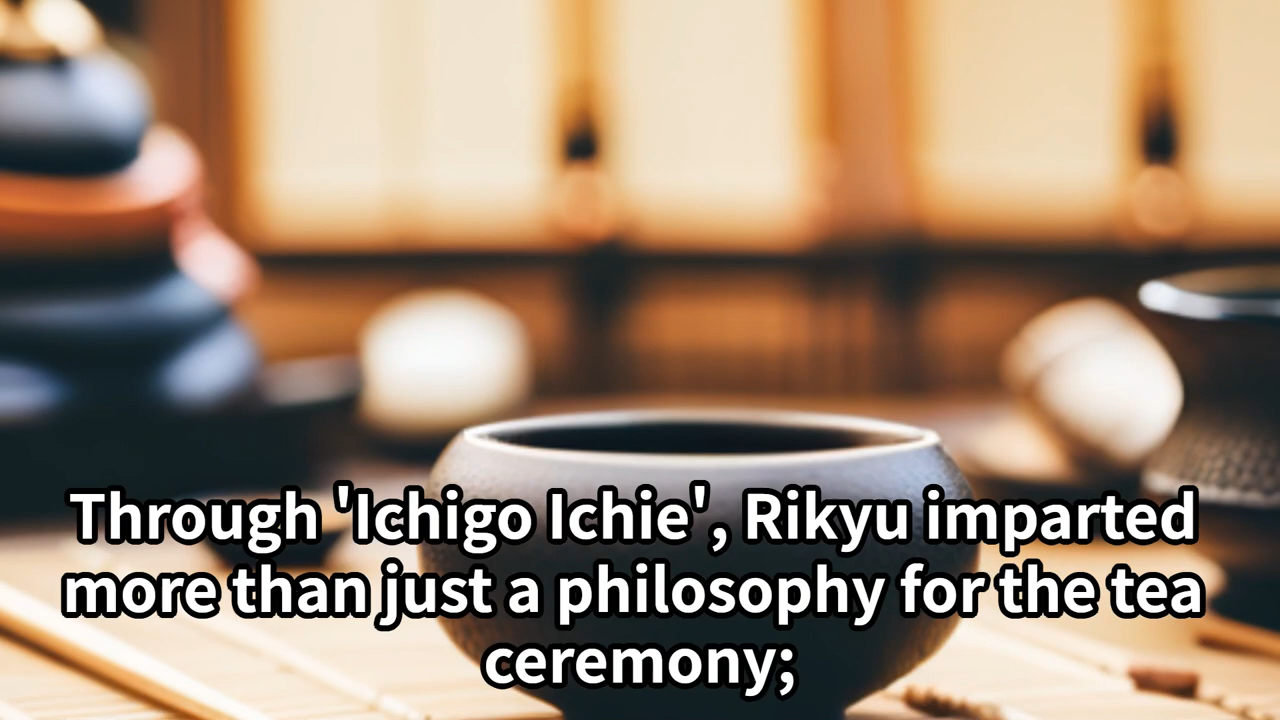 Through 'Ichigo Ichie', Rikyu imparted
more than just a philosophy for the tea
ceremony;